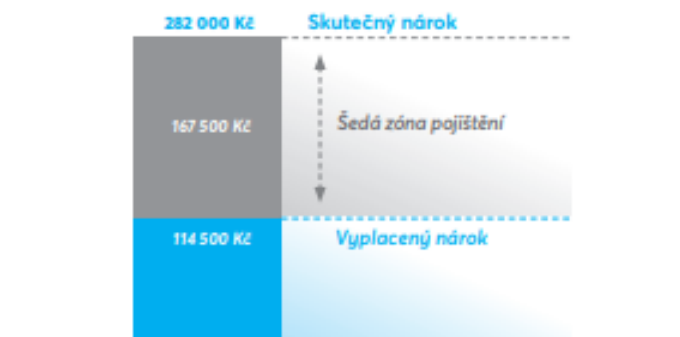 282 000 Kč Skutečný nárok
167 500 Kč Šedá zóna pojištění
114 500 Kč Vyplacený nárok